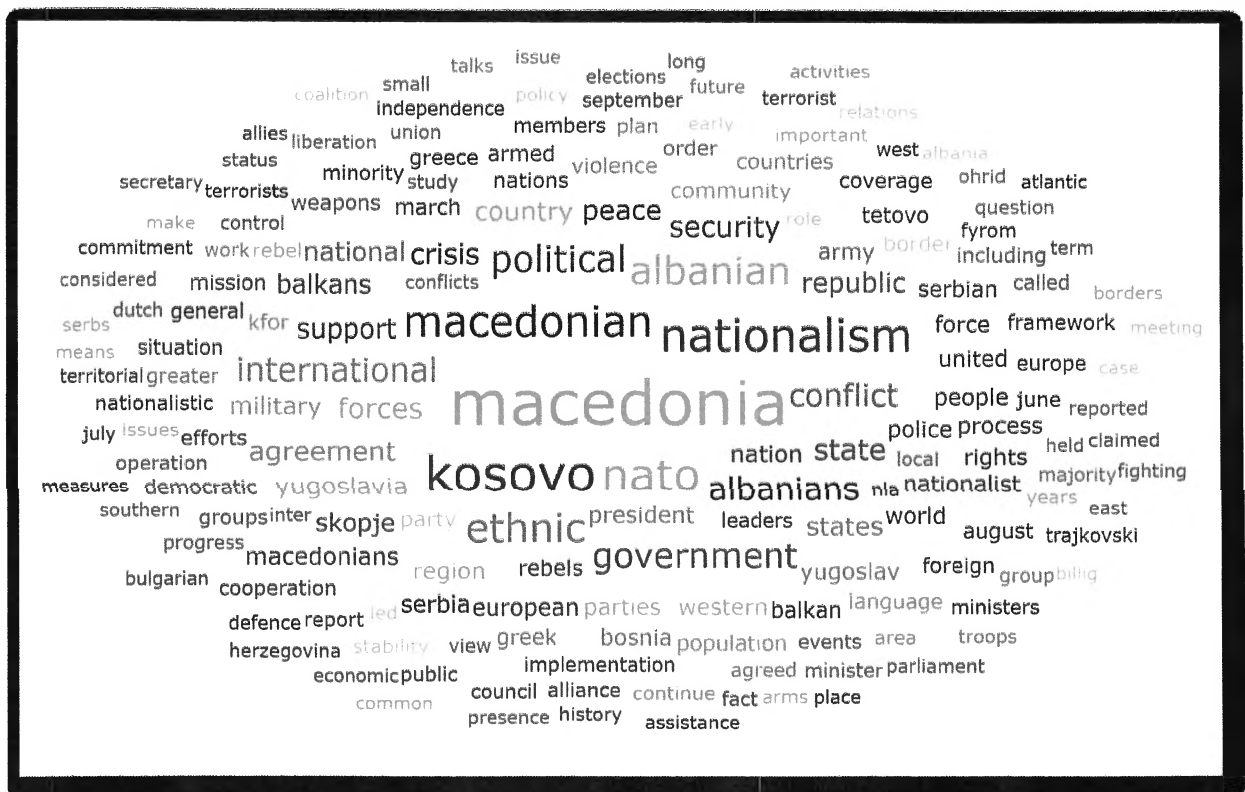 talks issue long
small elections future activities
coalition independence policy september terrorist
relations
allies liberation union members plan early important
status minority greece armed violence order countries west albania
secretary terrorists study nations community coverage ohrid atlantic
weapons march country peace security role tetovo question
make control fyrom
commitment work rebel national crisis political albanian army border including term
considered mission balkans conflicts republic serbian called borders
serbs dutch general kfor support macedonian nationalism force framework meeting
means situation united europe case
territorial greater international macedonia conflict people june reported
nationalistic military forces police process
july issues efforts agreement nation state local rights held claimed
operation kosovo nato majority fighting
measures democratic yugoslavia albanians nla nationalist years
southern groups inter skopje party ethnic president leaders states world east
progress august trajkovski
macedonians region rebels government yugoslav foreign group billig
bulgarian cooperation
defence report led serbia european parties western balkan language ministers
herzegovina stability view greek bosnia population events area troops
economic public implementation agreed minister parliament
common council alliance continue fact arms place
presence history assistance